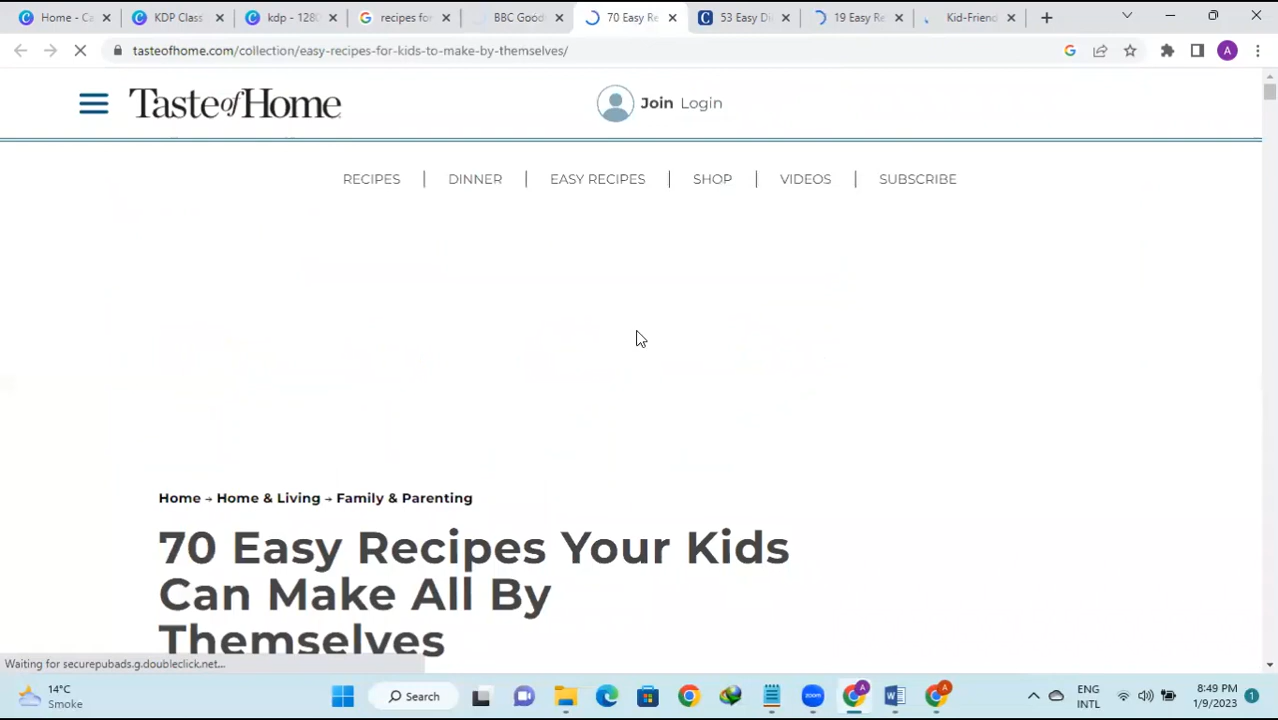 Home - Ca
KDP Class
kdp - 128
recipes for
BBC Good
70 Easy Re
53 Easy Di
19 Easy Re
Kid-Friend
tasteofhome.com/collection/easy-recipes-for-kids-to-make-by-themselves/
A
Taste of Home
Join Login
RECIPES | DINNER | EASY RECIPES | SHOP | VIDEOS | SUBSCRIBE
Home → Home & Living → Family & Parenting
70 Easy Recipes Your Kids
Can Make All By
Themselves
Waiting for securepubads.g.doubleclick.net...
14°C
Smoke
Search
zoom
A
A
ENG
INTL
8:49 PM
1/9/2023
1